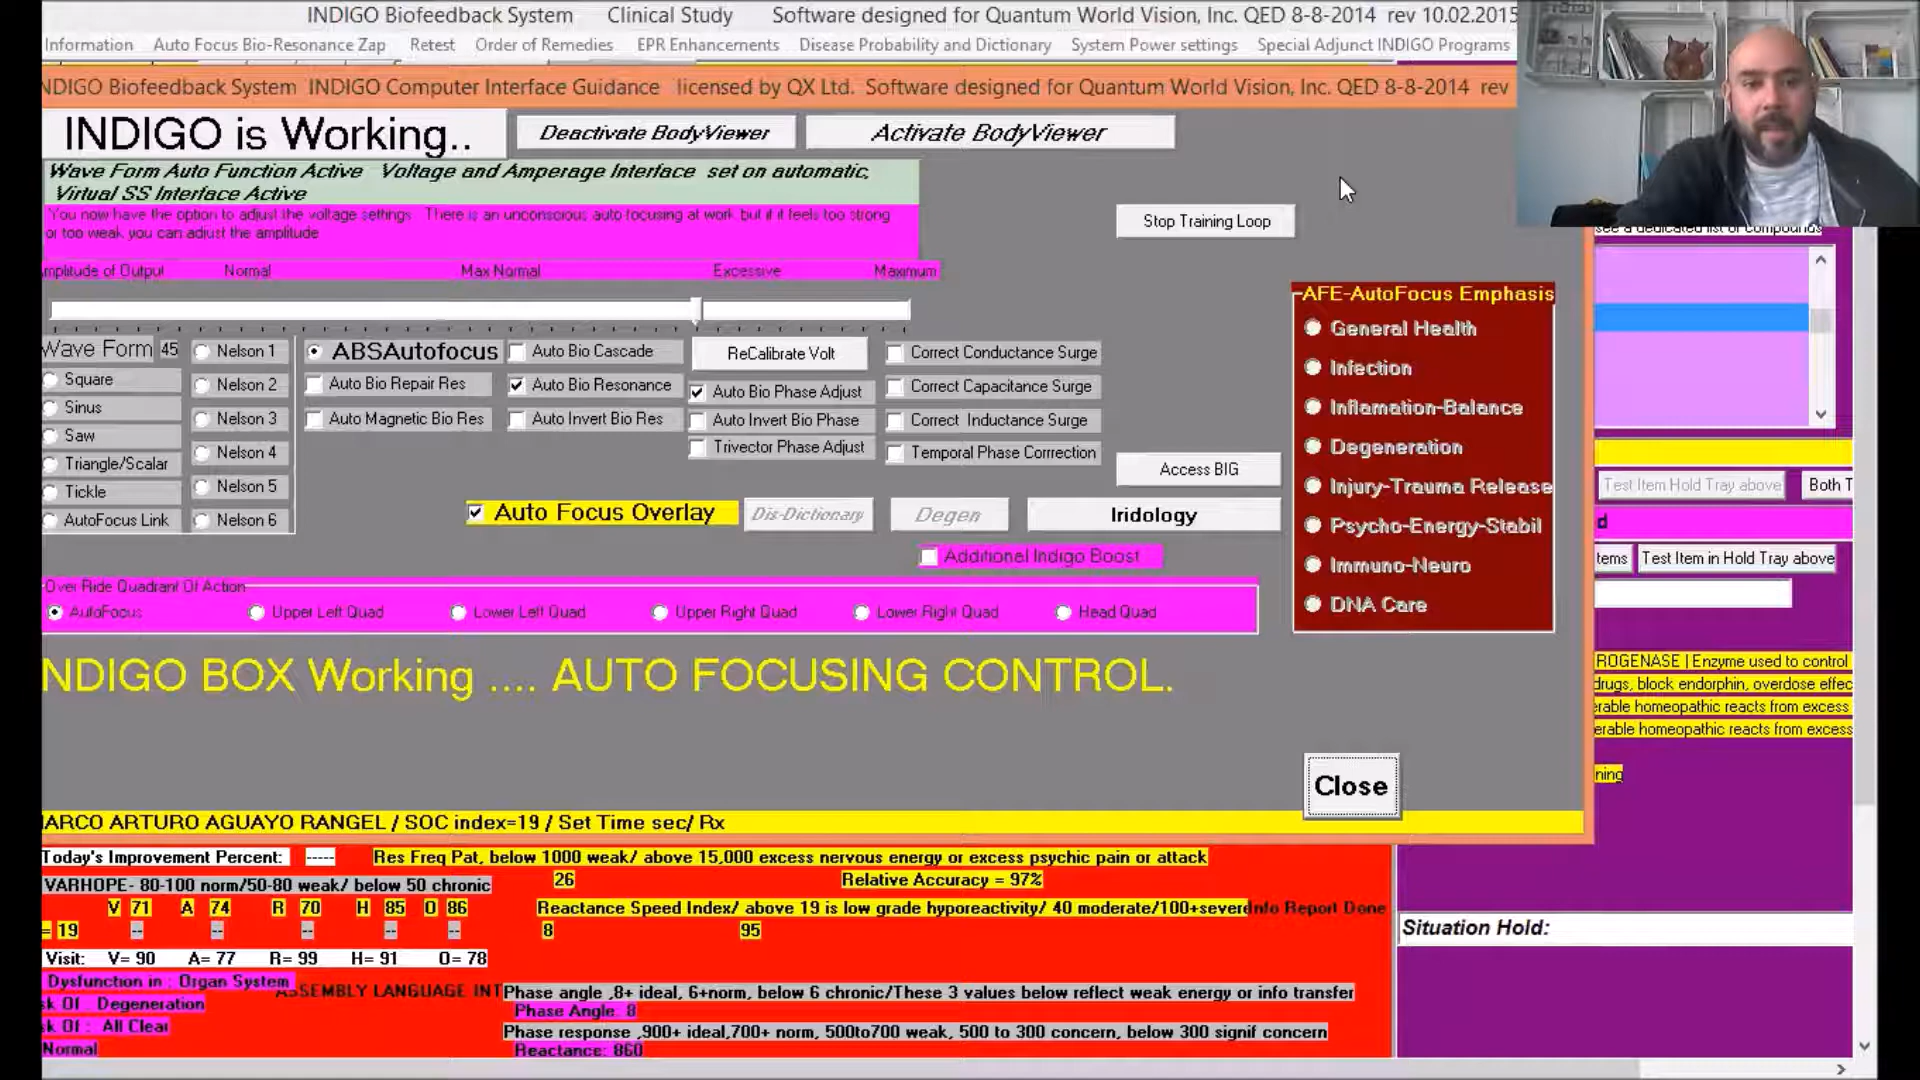 INDIGO Biofeedback System Clinical Study Software designed for Quantum World Vision, Inc. QED 8-8-2014 rev 10.02.2015
Information Auto Focus Bio-Resonance Zap Retest Order of Remedies EPR Enhancements Disease Probability and Dictionary System Power settings Special Adjunct INDIGO Programs
NDIGO Biofeedback System INDIGO Computer Interface Guidance licensed by QX Ltd. Software designed for Quantum World Vision, Inc. QED 8-8-2014 rev
INDIGO is Working..
Deactivate BodyViewer
Activate BodyViewer
Wave Form Auto Function Active Voltage and Amperage Interface set on automatic,
Virtual SS Interface Active
You now have the option to adjust the voltage settings There is an unconscious auto focusing at work but if it feels too strong
or too weak you can adjust the amplitude
Stop Training Loop
see a dedicated list of compounds
mplitude of Output Normal Max Normal Excessive Maximum
Wave Form 45
Square
Sinus
Saw
Triangle/Scalar
Tickle
AutoFocus Link
Nelson 1
Nelson 2
Nelson 3
Nelson 4
Nelson 5
Nelson 6
ABSAutofocus
Auto Bio Repair Res
Auto Magnetic Bio Res
Auto Bio Cascade
Auto Bio Resonance
Auto Invert Bio Res
ReCalibrate Volt
Auto Bio Phase Adjust
Auto Invert Bio Phase
Trivector Phase Adjust
Correct Conductance Surge
Correct Capacitance Surge
Correct Inductance Surge
Temporal Phase Corrrection
Access BIG
AFE-AutoFocus Emphasis
General Health
Infection
Inflamation-Balance
Degeneration
Injury-Trauma Release
Psycho-Energy-Stabil
Immuno-Neuro
DNA Care
Auto Focus Overlay
Dis-Dictionary
Degen
Iridology
Additional Indigo Boost
Test Item Hold Tray above
Both T
d
tems
Test Item in Hold Tray above
Over Ride Quadrant Of Action
AutoFocus Upper Left Quad Lower Left Quad Upper Right Quad Lower Right Quad Head Quad
NDIGO BOX Working .... AUTO FOCUSING CONTROL.
ROGENASE | Enzyme used to control
drugs, block endorphin, overdose effec
erable homeopathic reacts from excess
erable homeopathic reacts from excess
ning
Close
ARCO ARTURO AGUAYO RANGEL / SOC index=19 / Set Time sec/ Rx
Today's Improvement Percent: -----
Res Freq Pat, below 1000 weak/ above 15,000 excess nervous energy or excess psychic pain or attack
26
Relative Accuracy = 97%
VARHOPE- 80-100 norm/50-80 weak/ below 50 chronic
V 71 A 74 R 70 H 85 O 86
Reactance Speed Index/ above 19 is low grade hyporeactivity/ 40 moderate/100+severe
Info Report Done
= 19 -- -- -- -- --
8 95
Situation Hold:
Visit: V= 90 A= 77 R= 99 H= 91 O= 78
Dysfunction in : Organ System
ASSEMBLY LANGUAGE INT
Phase angle ,8+ ideal, 6+norm, below 6 chronic/These 3 values below reflect weak energy or info transfer
sk Of : Degeneration
Phase Angle: 8
sk Of : All Clear
Phase response ,900+ ideal,700+ norm, 500to700 weak, 500 to 300 concern, below 300 signif concern
Normal
Reactance: 860